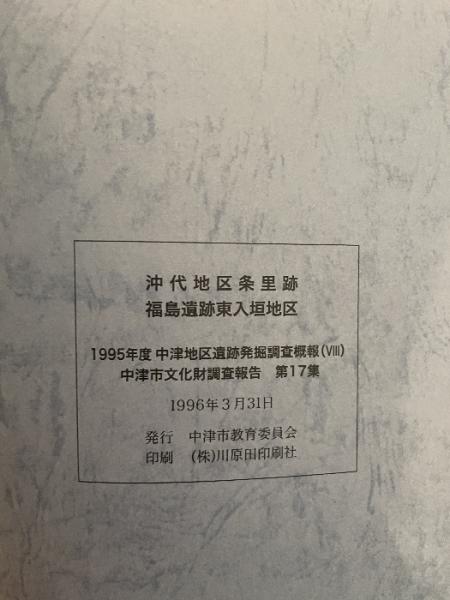 沖代地区条里跡
福島遺跡東入垣地区
1995年度 中津地区遺跡発掘調査概報(Ⅷ)
中津市文化財調査報告 第17集
1996年3月31日
発行 中津市教育委員会
印刷 (株)川原田印刷社